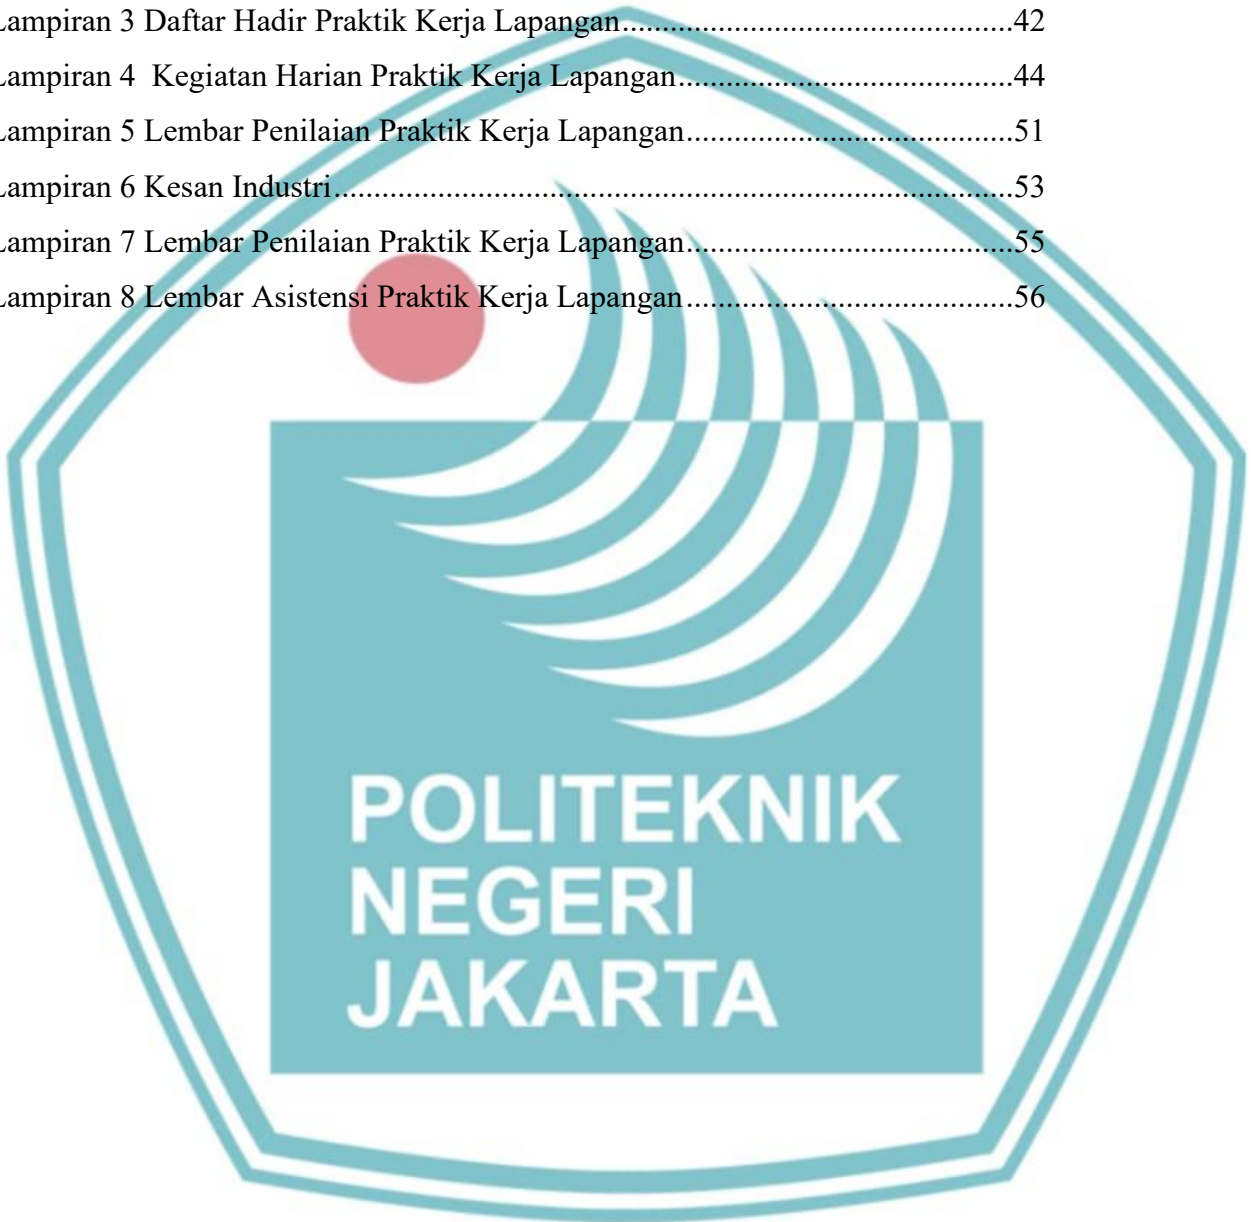 Lampiran 3 Daftar Hadir Praktik Kerja Lapangan.................................................42
Lampiran 4  Kegiatan Harian Praktik Kerja Lapangan..........................................44
Lampiran 5 Lembar Penilaian Praktik Kerja Lapangan.........................................51
Lampiran 6 Kesan Industri.....................................................................................53
Lampiran 7 Lembar Penilaian Praktik Kerja Lapangan.........................................55
Lampiran 8 Lembar Asistensi Praktik Kerja Lapangan.........................................56
POLITEKNIK
NEGERI
JAKARTA